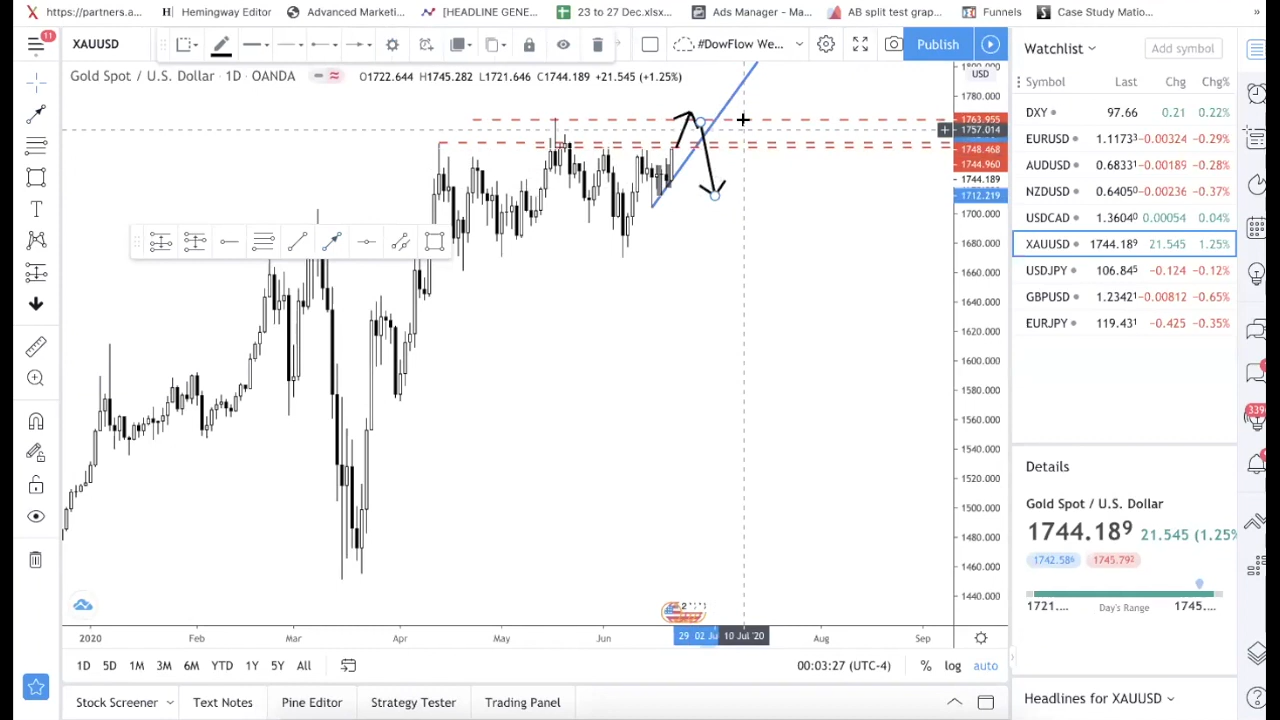 https://partners.a...
Hemingway Editor
Advanced Marketi...
[HEADLINE GENE...
23 to 27 Dec.xlsx...
Ads Manager - Ma...
AB split test grap...
Funnels
Case Study Matio...
»
11
XAUUSD
#DowFlow We...
Publish
Watchlist
Add symbol
Gold Spot / U.S. Dollar · 1D · OANDA
O1722.644 H1745.282 L1721.646 C1744.189 +21.545 (+1.25%)
Symbol Last Chg Chg%
DXY 97.66 0.21 0.22%
EURUSD 1.11733 -0.00324 -0.29%
AUDUSD 0.68331 -0.00189 -0.28%
NZDUSD 0.64050 -0.00236 -0.37%
USDCAD 1.36040 0.00054 0.04%
XAUUSD 1744.189 21.545 1.25%
USDJPY 106.845 -0.124 -0.12%
GBPUSD 1.23421 -0.00812 -0.65%
EURJPY 119.431 -0.425 -0.35%
1800.000
USD
1780.000
1763.955
1757.014
1748.468
1744.960
1744.189
1712.219
1700.000
1680.000
1660.000
1640.000
1620.000
1600.000
1580.000
1560.000
1540.000
1520.000
1500.000
1480.000
1460.000
1440.000
Details
Gold Spot / U.S. Dollar
1744.189 21.545 (1.25%
1742.586 1745.792
1721.... Day's Range 1745....
2020 Feb Mar Apr May Jun 29 02 Ju 10 Jul '20 Aug Sep
1D 5D 1M 3M 6M YTD 1Y 5Y All
00:03:27 (UTC-4) % log auto
Stock Screener Text Notes Pine Editor Strategy Tester Trading Panel
Headlines for XAUUSD